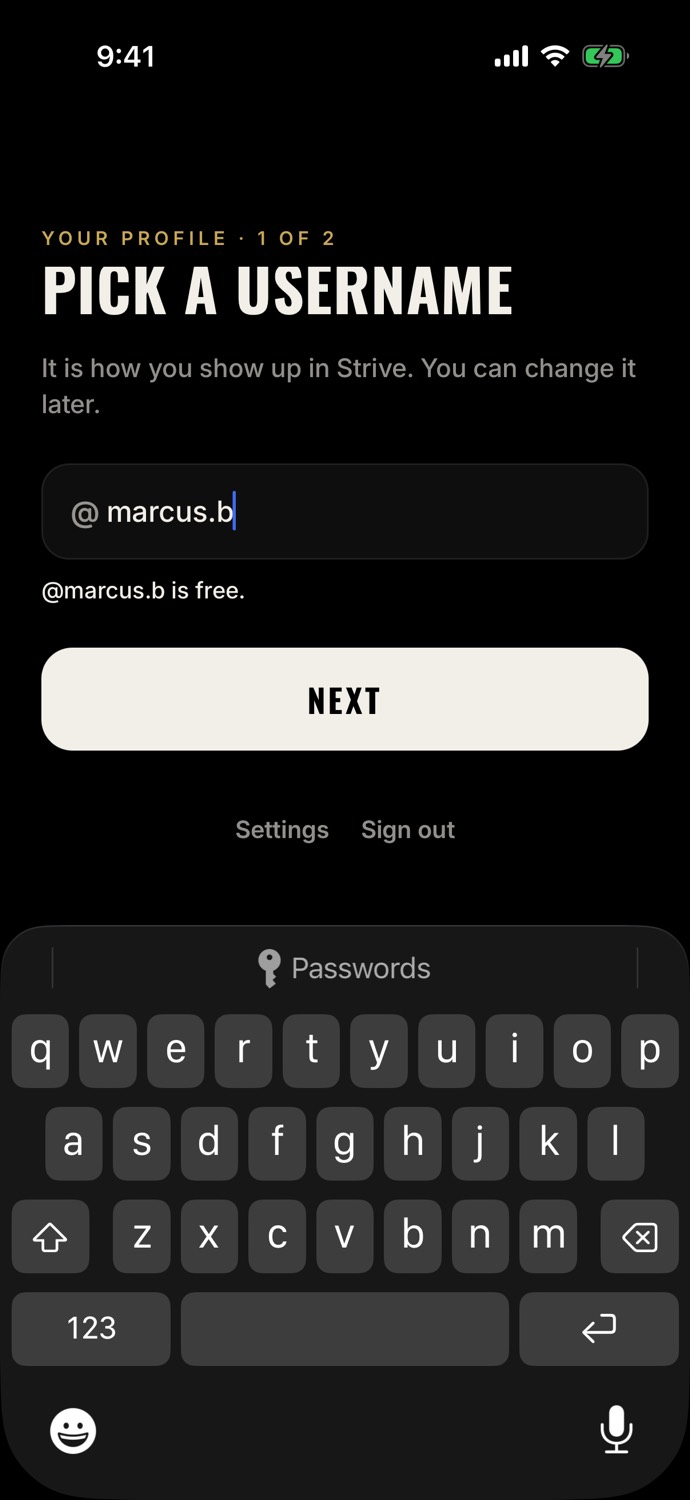 9:41
YOUR PROFILE · 1 OF 2
PICK A USERNAME
It is how you show up in Strive. You can change it
later.
@ marcus.b
@marcus.b is free.
NEXT
Settings Sign out
Passwords
q w e r t y u i o p
a s d f g h j k l
z x c v b n m
123